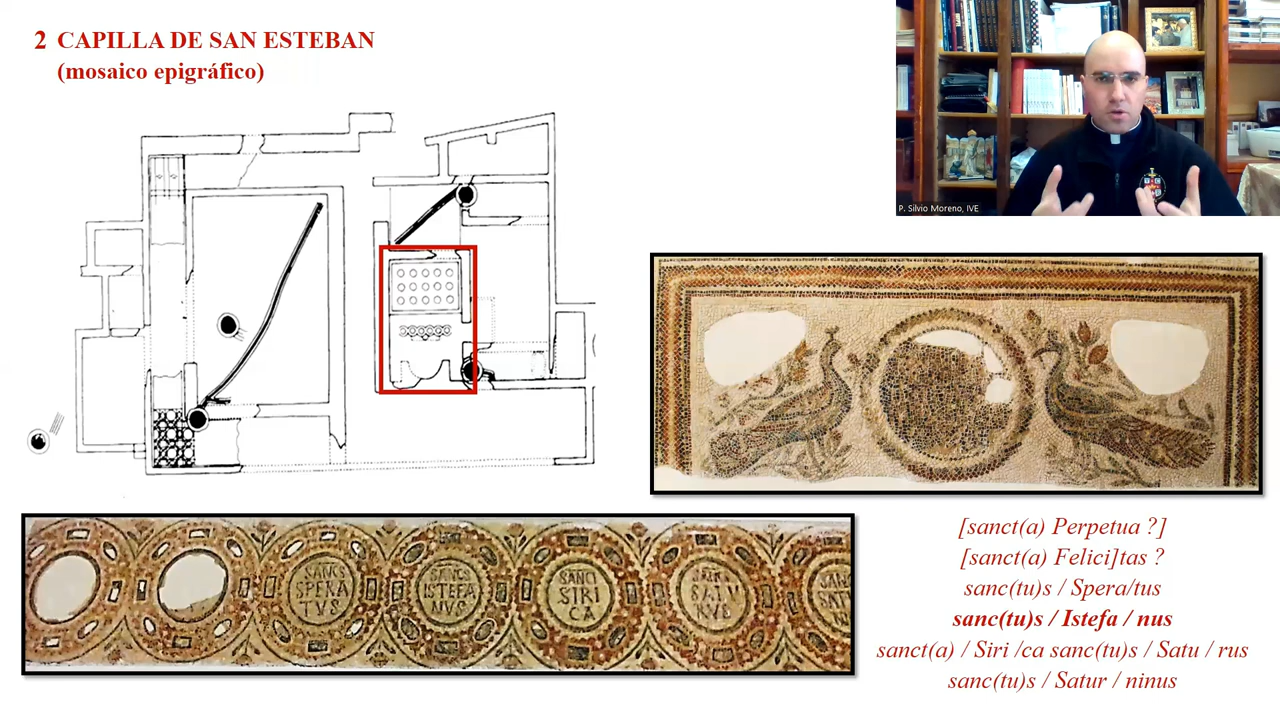 2 CAPILLA DE SAN ESTEBAN
(mosaico epigráfico)
P. Silvio Moreno, IVE
SANCS
SPERA
TVS
SANCS
ISTEFA
NVS
SANCT
SIRI
CA
SATV
RVS
[sanct(a) Perpetua ?]
[sanct(a) Felici]tas ?
sanc(tu)s / Spera/tus
sanc(tu)s / Istefa / nus
sanct(a) / Siri /ca sanc(tu)s / Satu / rus
sanc(tu)s / Satur / ninus